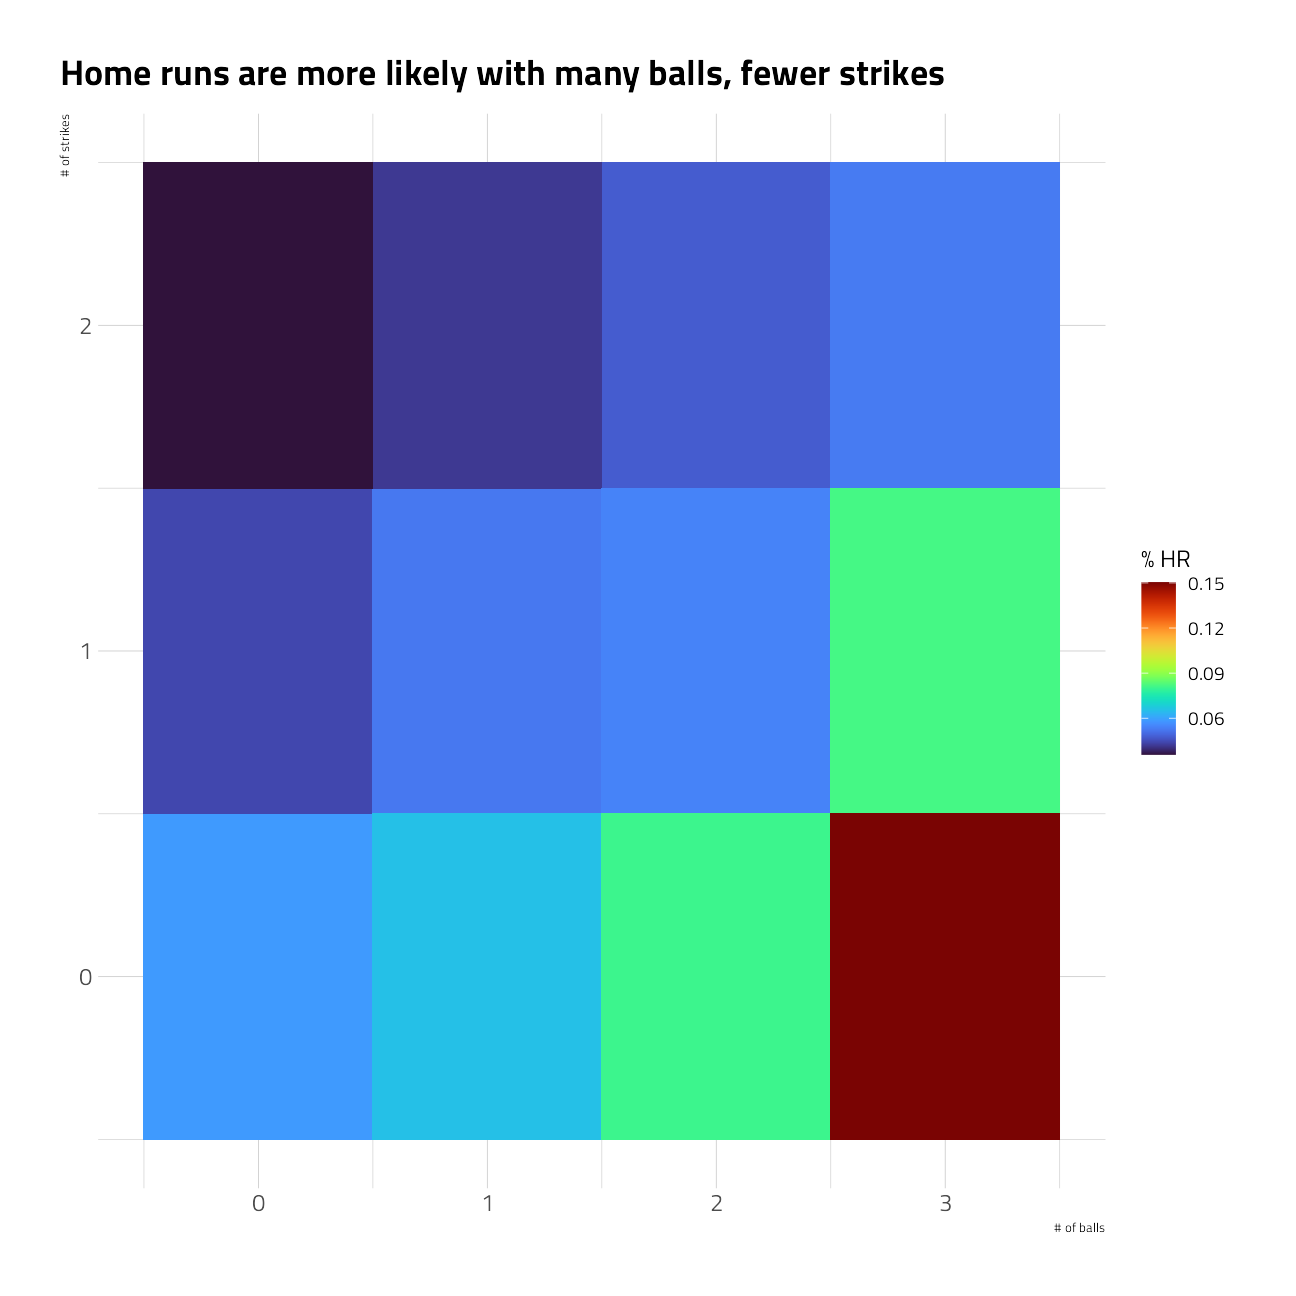 Home runs are more likely with many balls, fewer strikes
# of strikes
2
1
0
0 1 2 3
# of balls
% HR
0.15
0.12
0.09
0.06